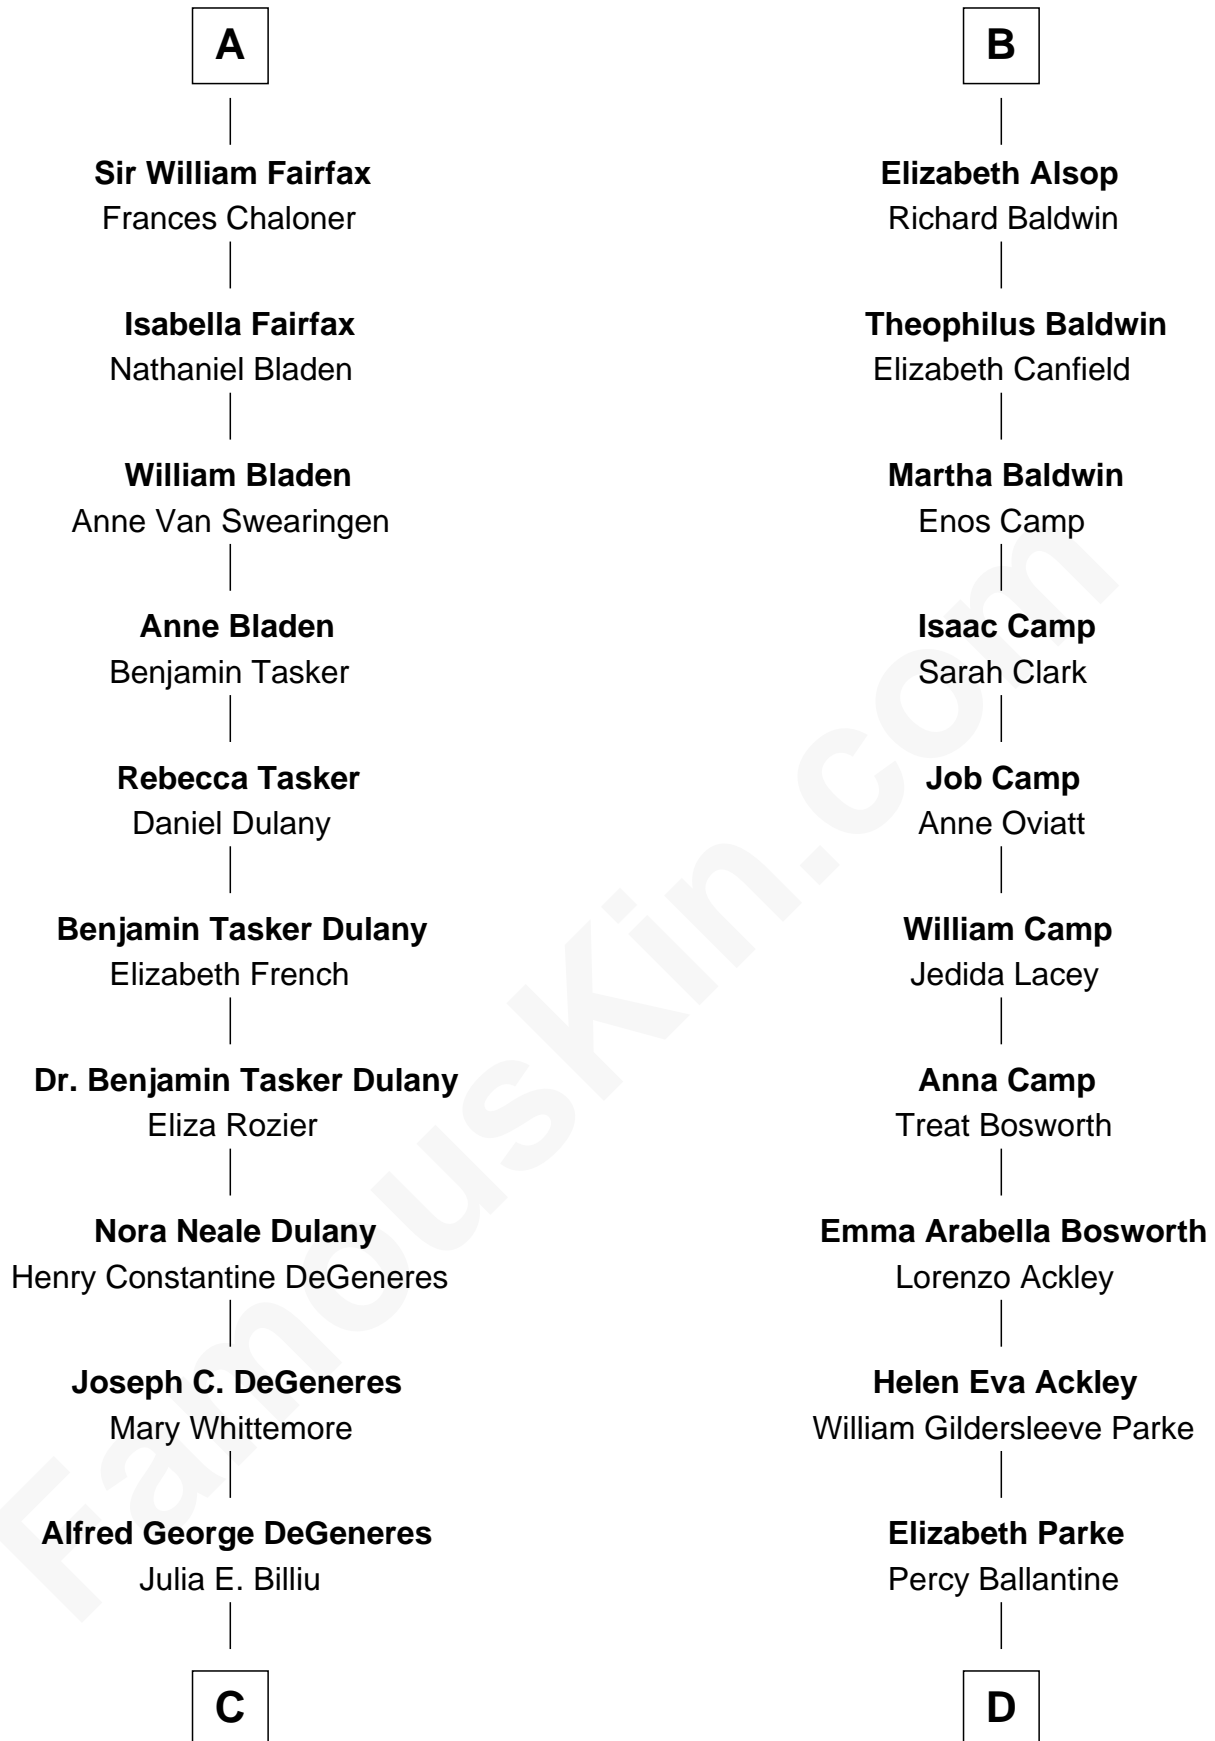 A
Sir William Fairfax
Frances Chaloner
Isabella Fairfax
Nathaniel Bladen
William Bladen
Anne Van Swearingen
Anne Bladen
Benjamin Tasker
Rebecca Tasker
Daniel Dulany
Benjamin Tasker Dulany
Elizabeth French
Dr. Benjamin Tasker Dulany
Eliza Rozier
Nora Neale Dulany
Henry Constantine DeGeneres
Joseph C. DeGeneres
Mary Whittemore
Alfred George DeGeneres
Julia E. Billiu
C
B
Elizabeth Alsop
Richard Baldwin
Theophilus Baldwin
Elizabeth Canfield
Martha Baldwin
Enos Camp
Isaac Camp
Sarah Clark
Job Camp
Anne Oviatt
William Camp
Jedida Lacey
Anna Camp
Treat Bosworth
Emma Arabella Bosworth
Lorenzo Ackley
Helen Eva Ackley
William Gildersleeve Parke
Elizabeth Parke
Percy Ballantine
D
FamousKin.com